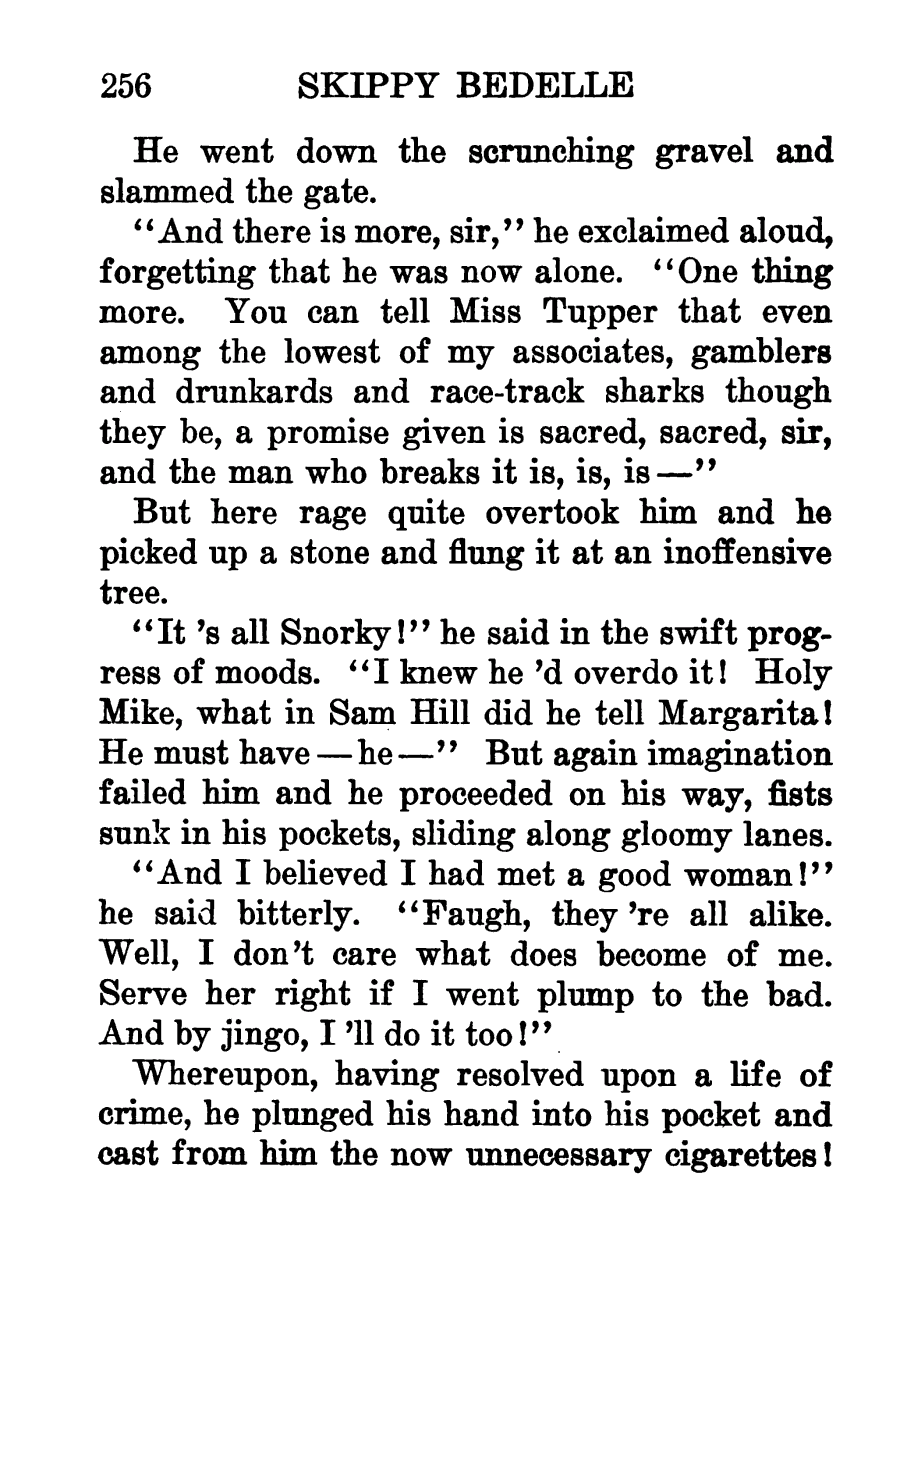 256 SKIPPY BEDELLE
He went down the scrunching gravel and
slammed the gate.
“And there is more, sir,” he exclaimed aloud,
forgetting that he was now alone. “One thing
more. You can tell Miss Tupper that even
among the lowest of my associates, gamblers
and drunkards and race-track sharks though
they be, a promise given is sacred, sacred, sir,
and the man who breaks it is, is, is—”
But here rage quite overtook him and he
picked up a stone and flung it at an inoffensive
tree.
“It ’s all Snorky!” he said in the swift prog-
ress of moods. “I knew he ’d overdo it! Holy
Mike, what in Sam Hill did he tell Margarita!
He must have—he—” But again imagination
failed him and he proceeded on his way, fists
sunk in his pockets, sliding along gloomy lanes.
“And I believed I had met a good woman!”
he said bitterly. “Faugh, they ’re all alike.
Well, I don’t care what does become of me.
Serve her right if I went plump to the bad.
And by jingo, I ’ll do it too!”
Whereupon, having resolved upon a life of
crime, he plunged his hand into his pocket and
cast from him the now unnecessary cigarettes!